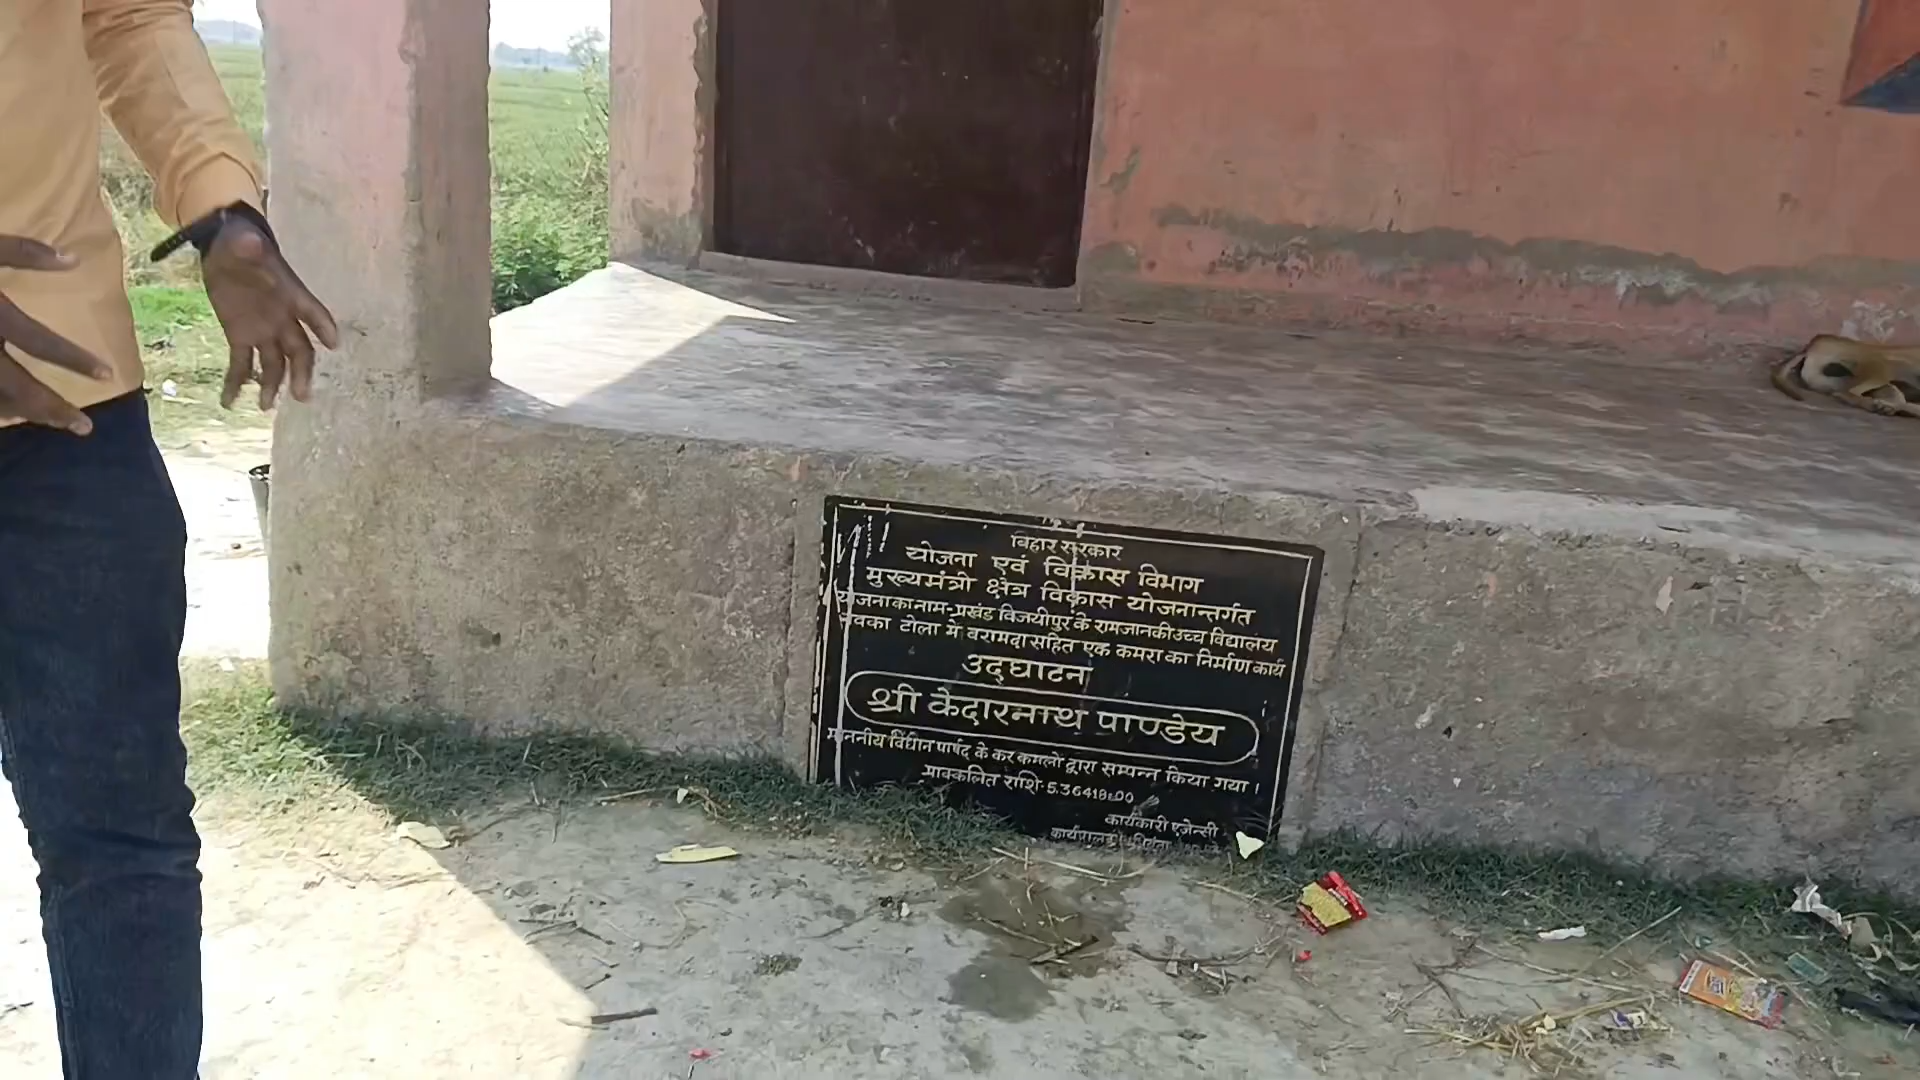 बिहार सरकार
योजना एवं विकास विभाग
मुख्यमंत्री क्षेत्र विकास योजनान्तर्गत
योजना का नाम-प्रखंड विजयीपुर के रामजानकी उच्च विद्यालय
नवका टोला में बरामदा सहित एक कमरा का निर्माण कार्य
उद्घाटन
श्री केदारनाथ पाण्डेय
माननीय विधान पार्षद के कर कमलों द्वारा सम्पन्न किया गया।
प्राक्कलित राशि-5.36418=00
कार्यकारी एजेन्सी